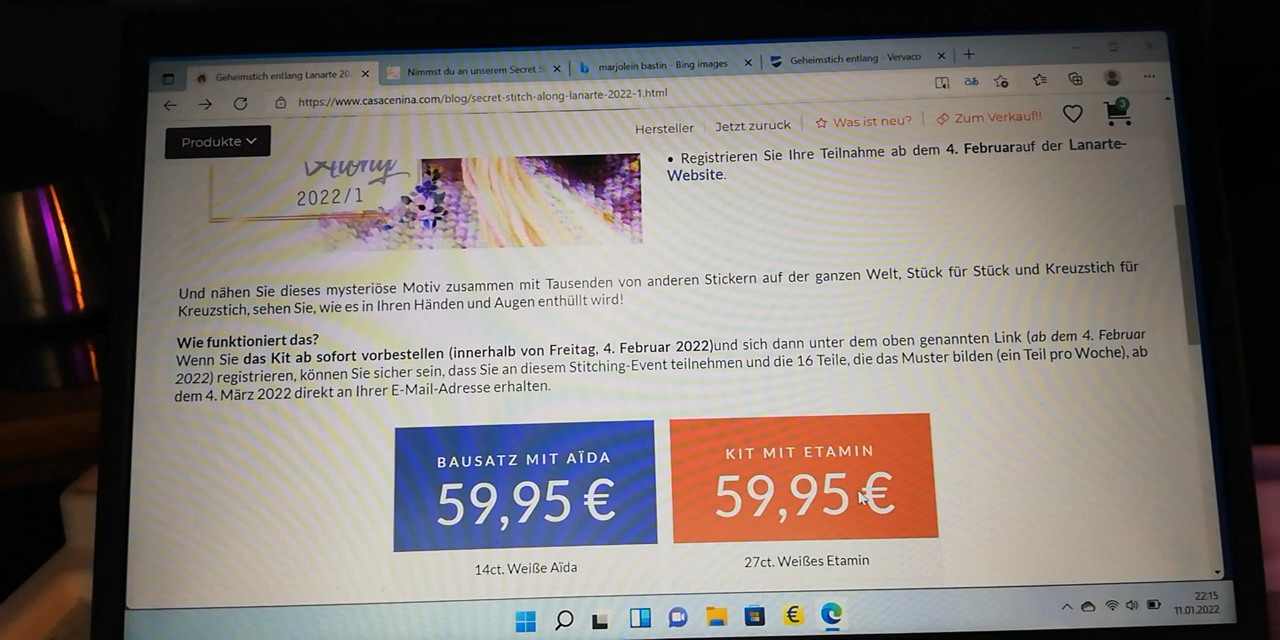 Geheimstich entlang Lanarte 20
Nimmst du an unserem Secret S
marjolein bastin - Bing images
Geheimstich entlang - Vervaco
https://www.casacenina.com/blog/secret-stitch-along-lanarte-2022-1.html
Produkte
Hersteller
Jetzt zurück
Was ist neu?
Zum Verkauf!!
3
Along
2022/1
• Registrieren Sie Ihre Teilnahme ab dem 4. Februarauf der Lanarte-
Website.
Und nähen Sie dieses mysteriöse Motiv zusammen mit Tausenden von anderen Stickern auf der ganzen Welt, Stück für Stück und Kreuzstich für
Kreuzstich, sehen Sie, wie es in Ihren Händen und Augen enthüllt wird!
Wie funktioniert das?
Wenn Sie das Kit ab sofort vorbestellen (innerhalb von Freitag, 4. Februar 2022)und sich dann unter dem oben genannten Link (ab dem 4. Februar
2022) registrieren, können Sie sicher sein, dass Sie an diesem Stitching-Event teilnehmen und die 16 Teile, die das Muster bilden (ein Teil pro Woche), ab
dem 4. März 2022 direkt an Ihrer E-Mail-Adresse erhalten.
BAUSATZ MIT AÏDA
59,95 €
14ct. Weiße Aïda
KIT MIT ETAMIN
59,95 €
27ct. Weißes Etamin
22:15
11.01.2022